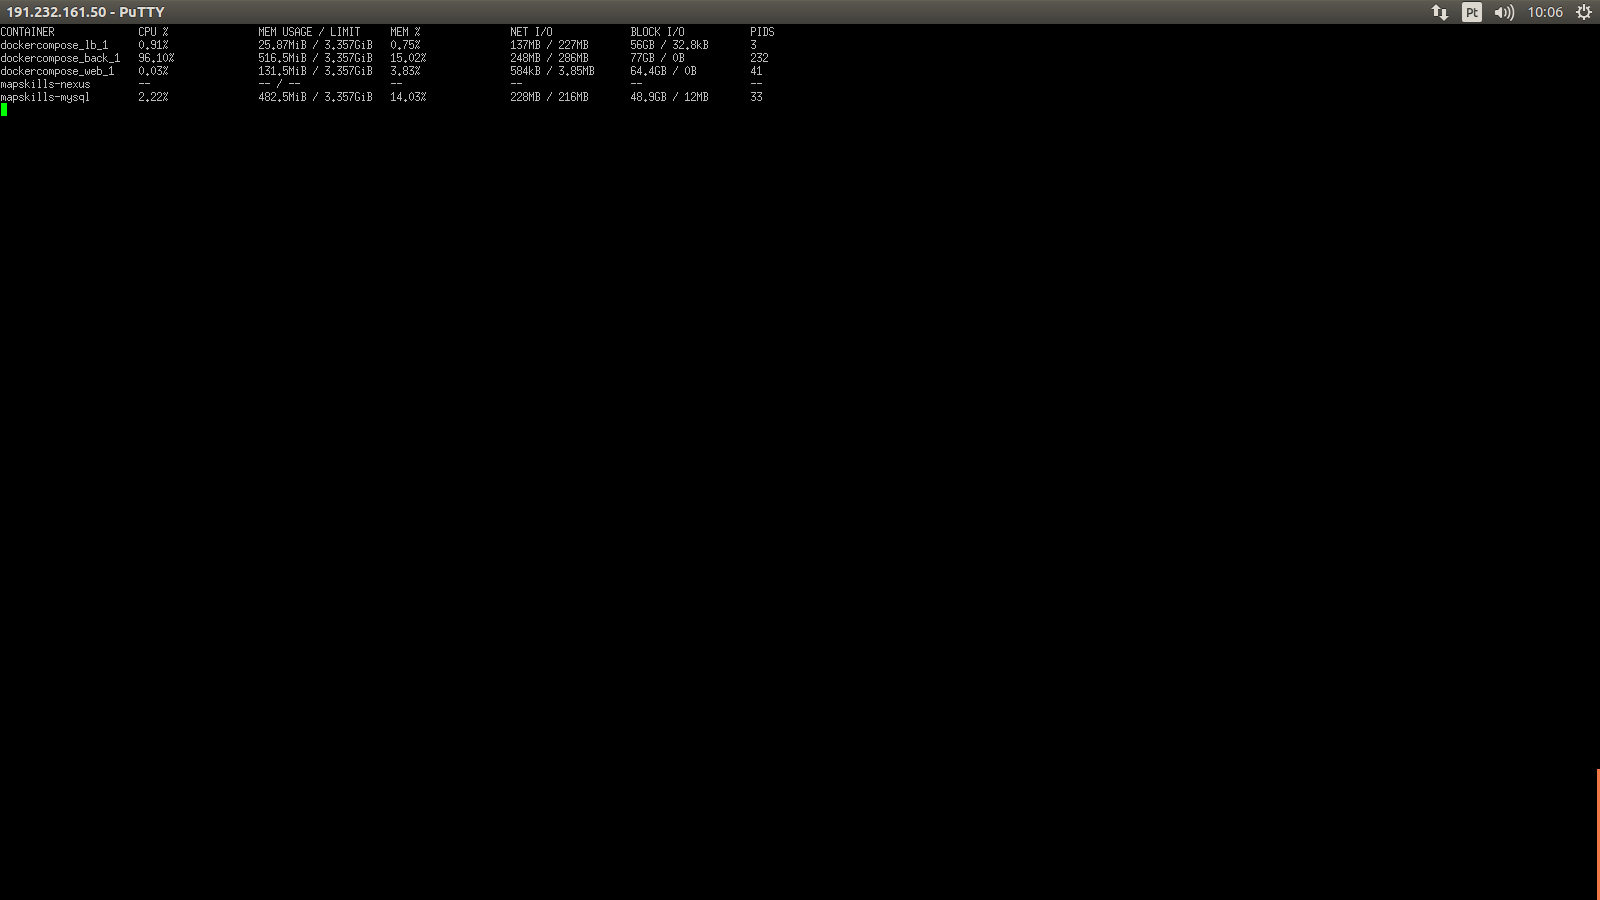 191.232.161.50 - PuTTY Pt 10:06
CONTAINER CPU % MEM USAGE / LIMIT MEM % NET I/O BLOCK I/O PIDS
dockercompose_lb_1 0.91% 25.87MiB / 3.357GiB 0.75% 137MB / 227MB 56GB / 32.8kB 3
dockercompose_back_1 96.10% 516.5MiB / 3.357GiB 15.02% 248MB / 286MB 77GB / 0B 232
dockercompose_web_1 0.03% 131.5MiB / 3.357GiB 3.83% 584kB / 3.85MB 64.4GB / 0B 41
mapskills-nexus -- -- / -- -- -- -- --
mapskills-mysql 2.22% 482.5MiB / 3.357GiB 14.03% 228MB / 216MB 48.9GB / 12MB 33